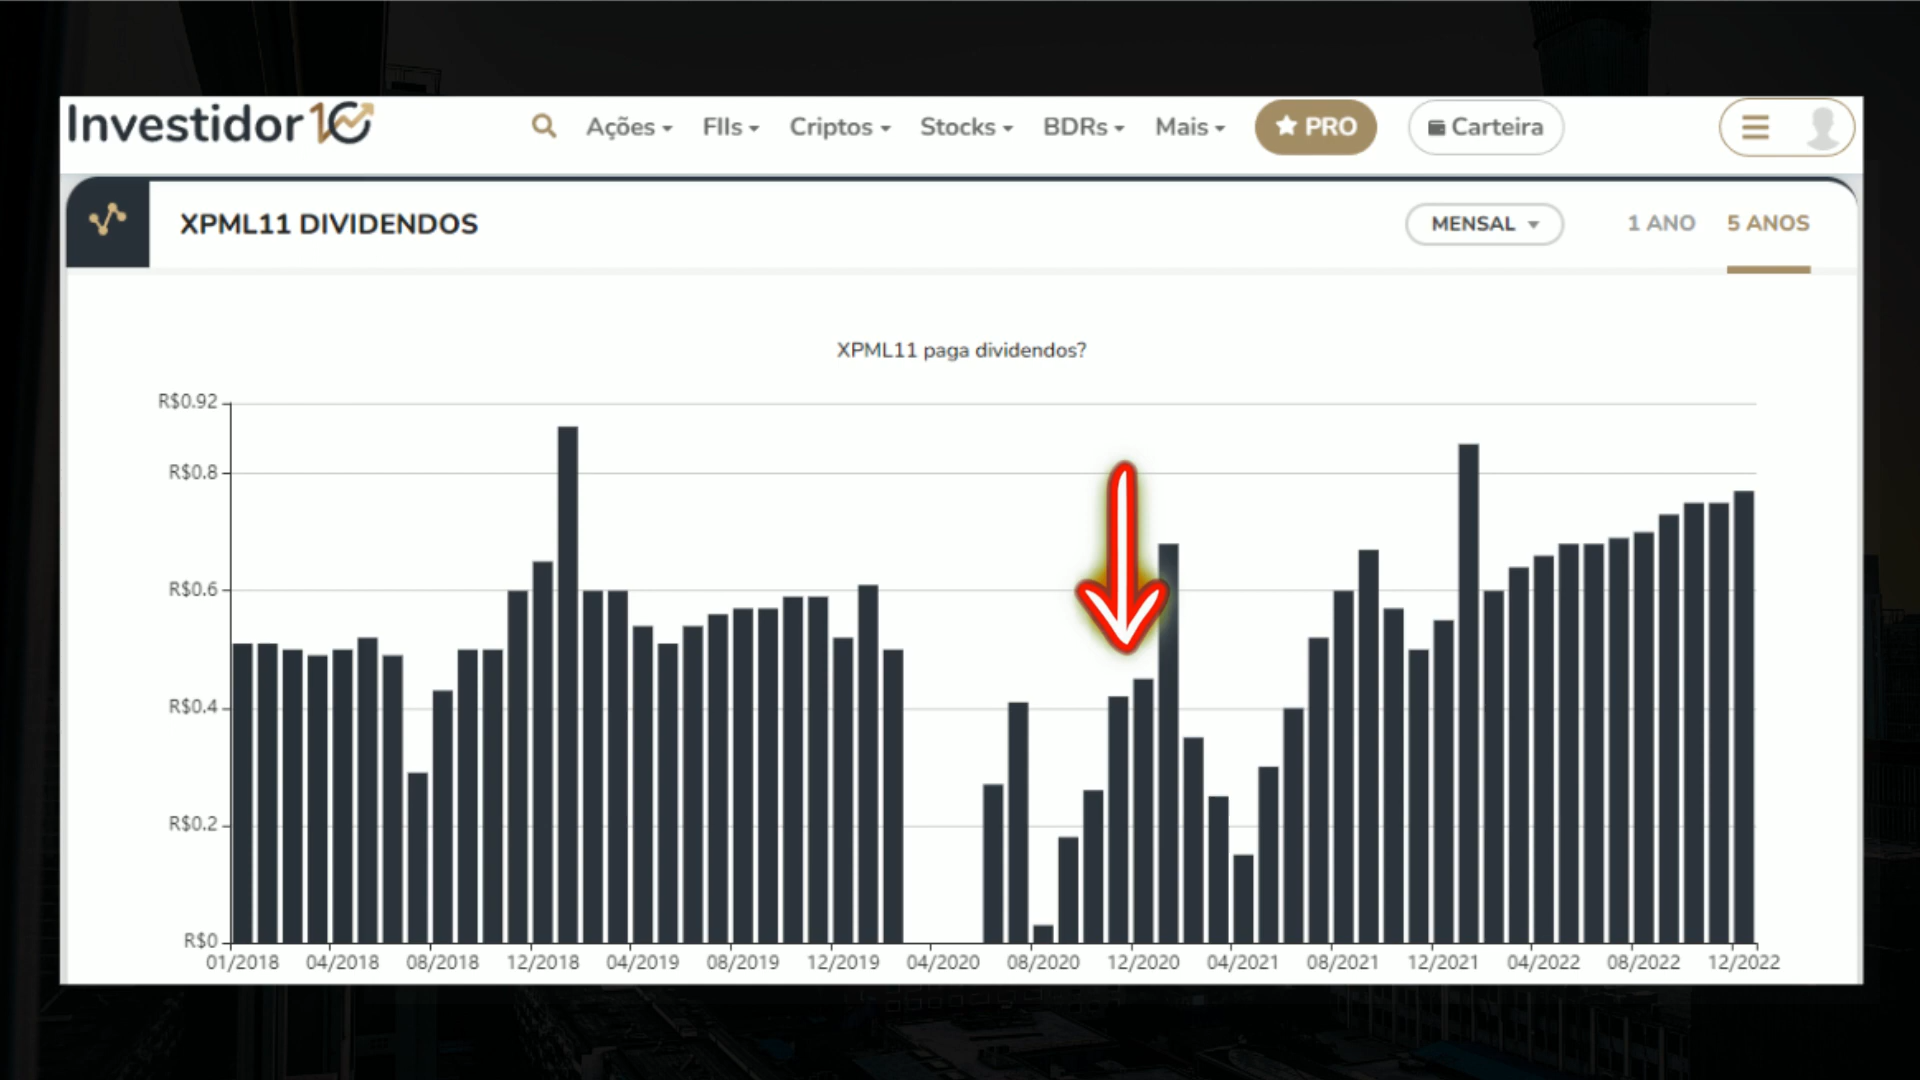 Investidor 10
Ações FIIs Criptos Stocks BDRs Mais PRO Carteira
XPML11 DIVIDENDOS
MENSAL 1 ANO 5 ANOS
XPML11 paga dividendos?
R$0.92
R$0.8
R$0.6
R$0.4
R$0.2
R$0
01/2018 04/2018 08/2018 12/2018 04/2019 08/2019 12/2019 04/2020 08/2020 12/2020 04/2021 08/2021 12/2021 04/2022 08/2022 12/2022